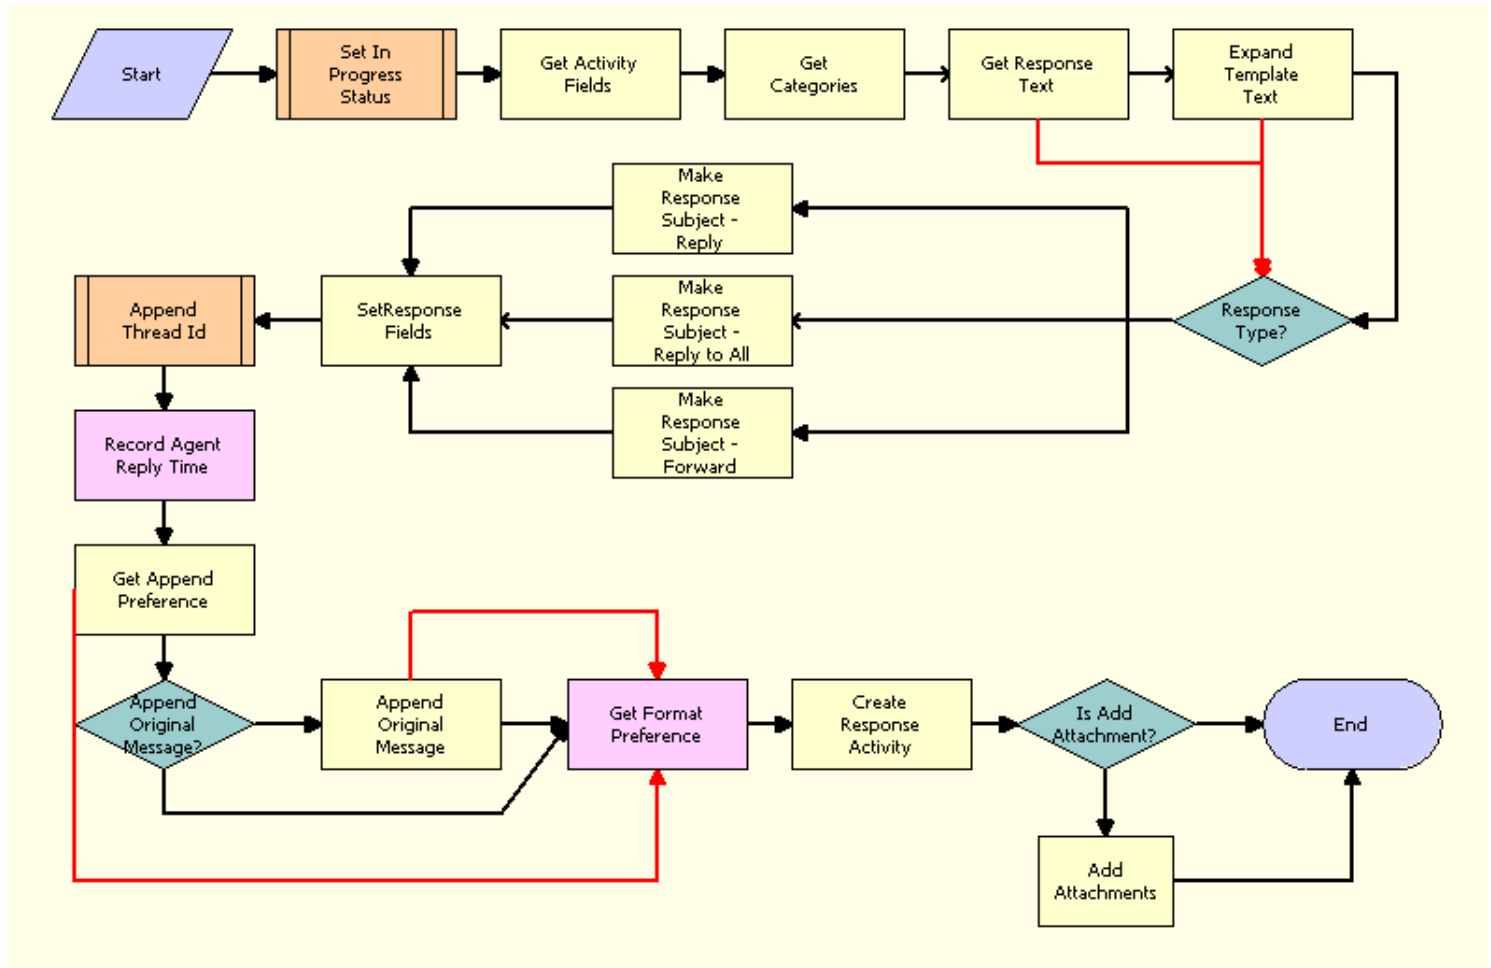 Start
Set In
Progress
Status
Get Activity
Fields
Get
Categories
Get Response
Text
Expand
Template
Text
Make
Response
Subject -
Reply
Append
Thread Id
SetResponse
Fields
Make
Response
Subject -
Reply to All
Response
Type?
Make
Response
Subject -
Forward
Record Agent
Reply Time
Get Append
Preference
Append
Original
Message?
Append
Original
Message
Get Format
Preference
Create
Response
Activity
Is Add
Attachment?
End
Add
Attachments